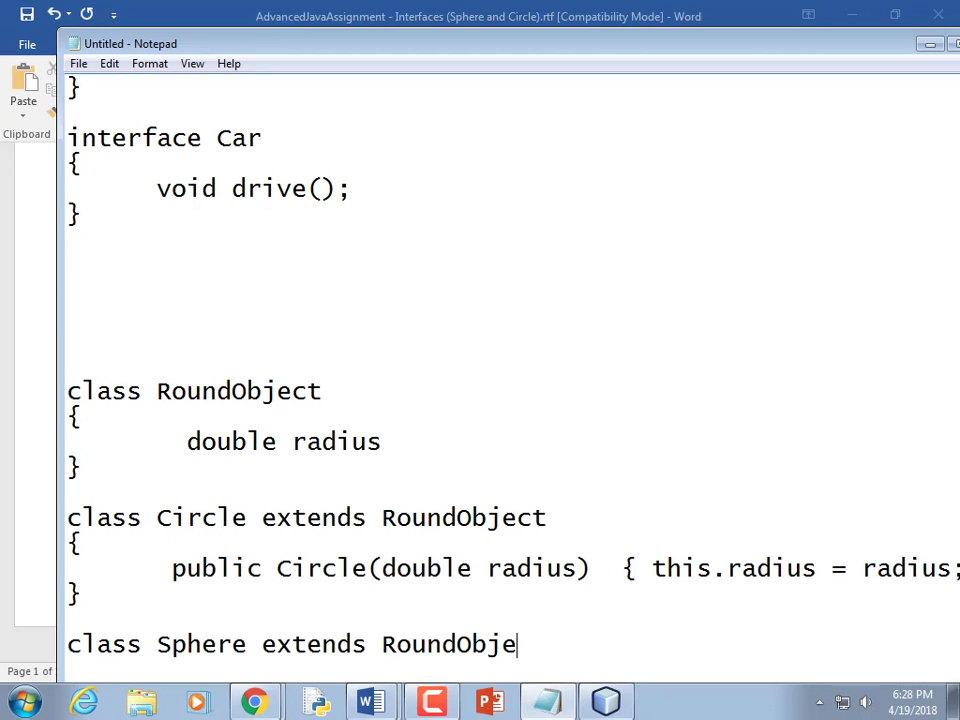 AdvancedJavaAssignment - Interfaces (Sphere and Circle).rtf [Compatibility Mode] - Word
File
Untitled - Notepad
File Edit Format View Help
Paste
Clipboard
}
interface Car
{
void drive();
}
class RoundObject
{
double radius
}
class Circle extends RoundObject
{
public Circle(double radius) { this.radius = radius;
}
class Sphere extends RoundObje
Page 1 of
6:28 PM
4/19/2018